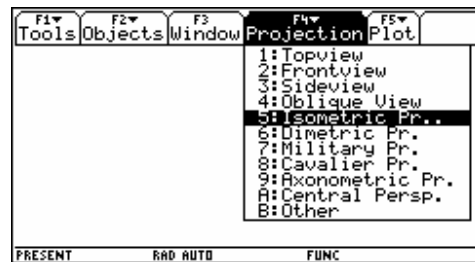 F1▼ F2▼ F3 F4▼ F5▼
Tools Objects Window Projection Plot
1:Topview
2:Frontview
3:Sideview
4:Oblique View
5:Isometric Pr..
6:Dimetric Pr.
7:Military Pr.
8:Cavalier Pr.
9:Axonometric Pr.
A:Central Persp.
B:Other
PRESENT RAD AUTO FUNC